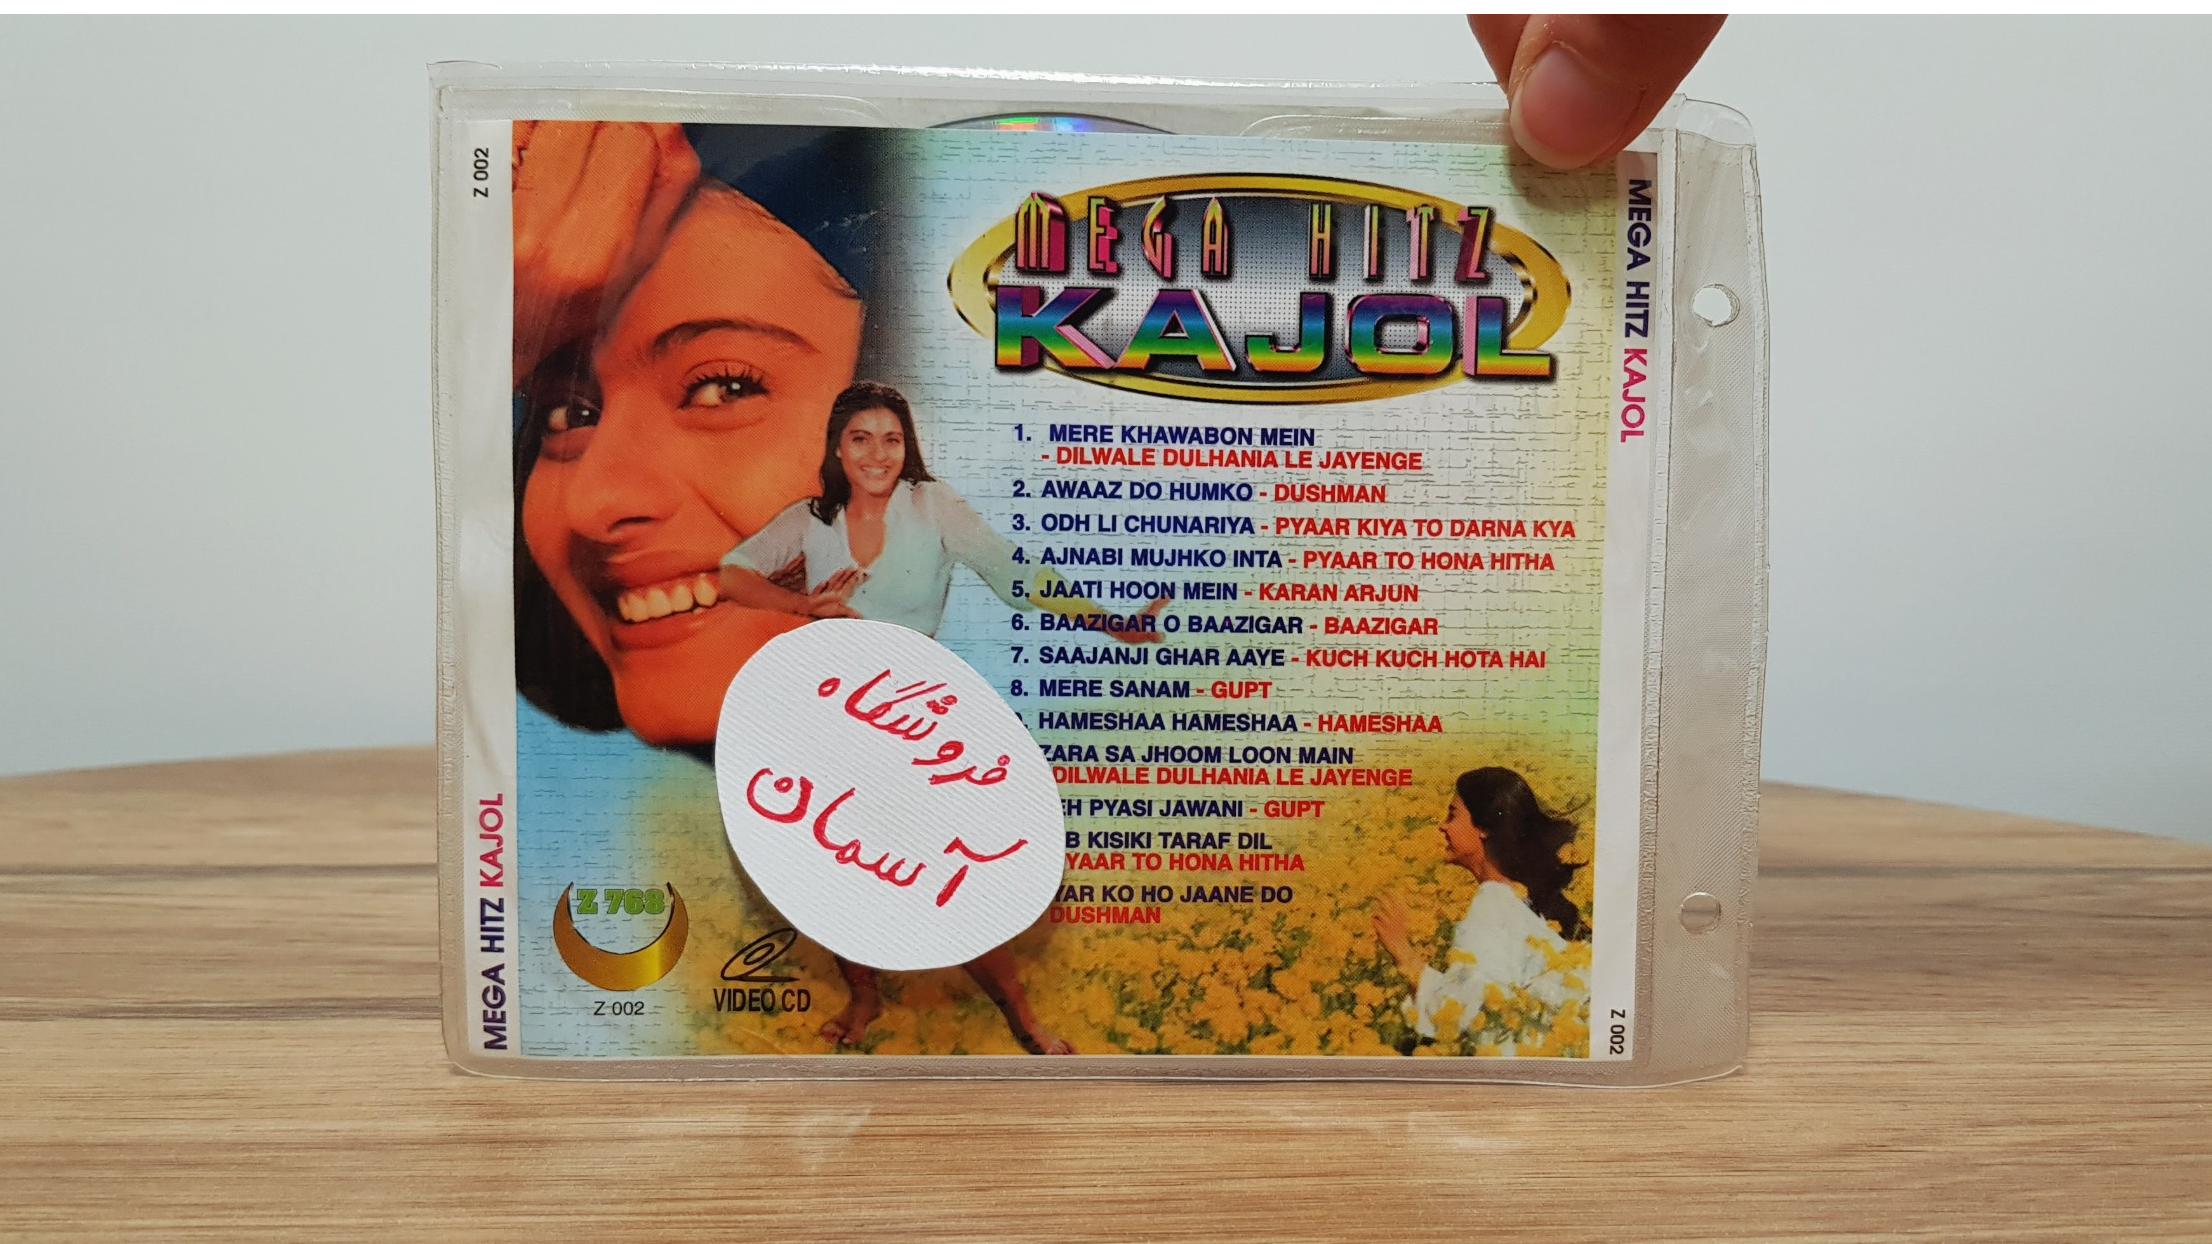 Z 002
MEGA HITZ KAJOL
MEGA HITZ
KAJOL
1. MERE KHAWABON MEIN
- DILWALE DULHANIA LE JAYENGE
2. AWAAZ DO HUMKO - DUSHMAN
3. ODH LI CHUNARIYA - PYAAR KIYA TO DARNA KYA
4. AJNABI MUJHKO INTA - PYAAR TO HONA HITHA
5. JAATI HOON MEIN - KARAN ARJUN
6. BAAZIGAR O BAAZIGAR - BAAZIGAR
7. SAAJANJI GHAR AAYE - KUCH KUCH HOTA HAI
8. MERE SANAM - GUPT
HAMESHAA HAMESHAA - HAMESHAA
ZARA SA JHOOM LOON MAIN
DILWALE DULHANIA LE JAYENGE
PYASI JAWANI - GUPT
KISIKI TARAF DIL
TO HONA HITHA
KO HO JAANE DO
DUSHMAN
فروشگاه
آسمان
Z 768
Z 002
VIDEO CD
MEGA HITZ KAJOL
Z 002